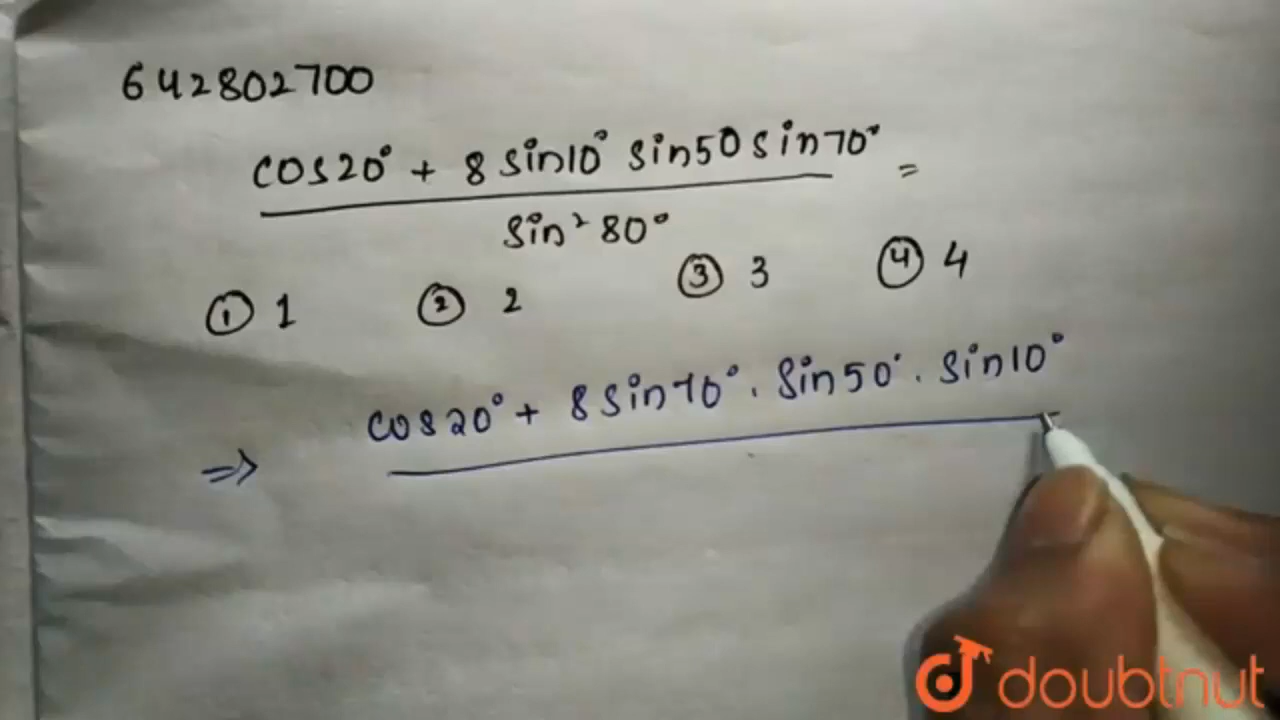 642802700
cos20° + 8 sin10° sin50 sin70° =
sin² 80°
① 1 ② 2 ③ 3 ④ 4
⇒ cos20° + 8 sin70° . sin50° . sin10°
doubtnut